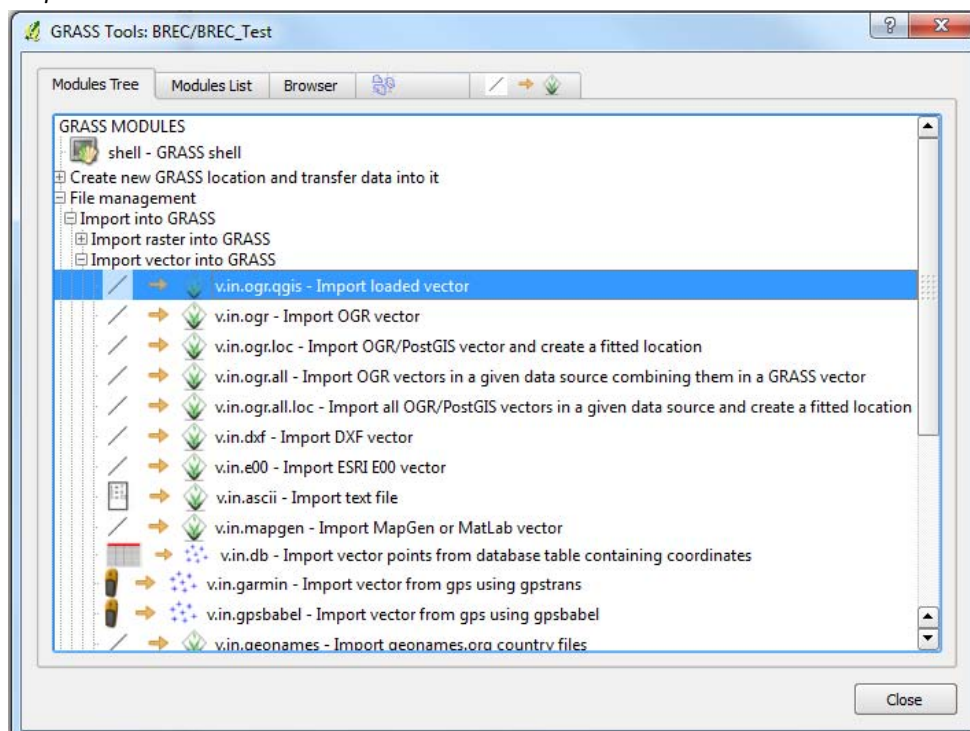 GRASS Tools: BREC/BREC_Test
Modules Tree
Modules List
Browser
GRASS MODULES
shell - GRASS shell
Create new GRASS location and transfer data into it
File management
Import into GRASS
Import raster into GRASS
Import vector into GRASS
v.in.ogr.qgis - Import loaded vector
v.in.ogr - Import OGR vector
v.in.ogr.loc - Import OGR/PostGIS vector and create a fitted location
v.in.ogr.all - Import OGR vectors in a given data source combining them in a GRASS vector
v.in.ogr.all.loc - Import all OGR/PostGIS vectors in a given data source and create a fitted location
v.in.dxf - Import DXF vector
v.in.e00 - Import ESRI E00 vector
v.in.ascii - Import text file
v.in.mapgen - Import MapGen or MatLab vector
v.in.db - Import vector points from database table containing coordinates
v.in.garmin - Import vector from gps using gpstrans
v.in.gpsbabel - Import vector from gps using gpsbabel
v.in.geonames - Import geonames.org country files
Close